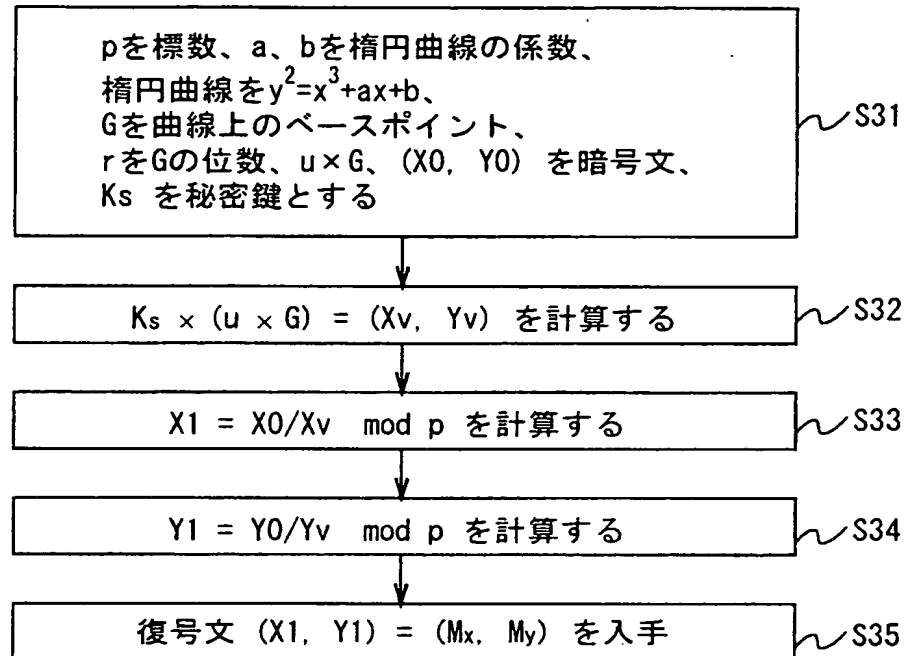 pを標数、a、bを楕円曲線の係数、
楕円曲線をy²=x³+ax+b、
Gを曲線上のベースポイント、
rをGの位数、u×G、(X0, Y0) を暗号文、
Ks を秘密鍵とする
S31
Ks × (u × G) = (Xv, Yv) を計算する
S32
X1 = X0/Xv mod p を計算する
S33
Y1 = Y0/Yv mod p を計算する
S34
復号文 (X1, Y1) = (Mx, My) を入手
S35